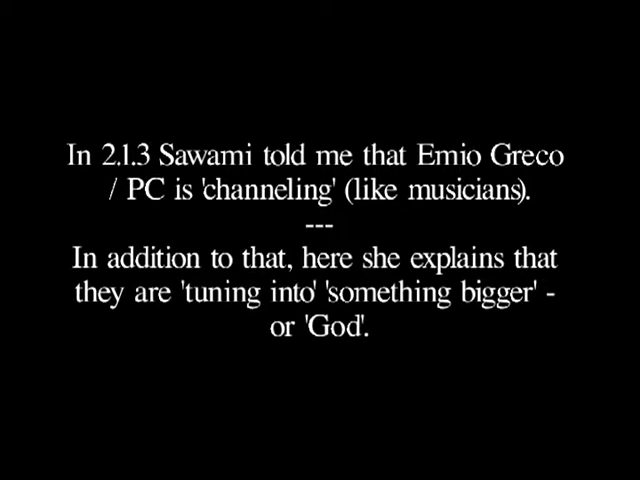 In 2.1.3 Sawami told me that Emio Greco
/ PC is 'channeling' (like musicians).
---
In addition to that, here she explains that
they are 'tuning into' 'something bigger' -
or 'God'.